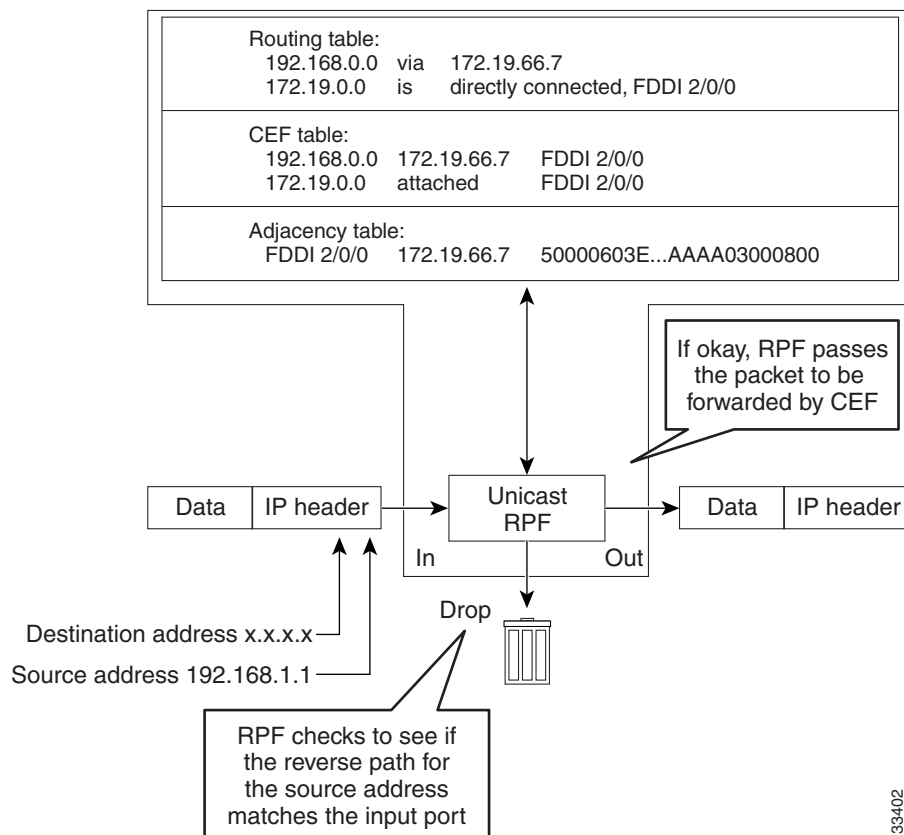 Routing table:
192.168.0.0 via 172.19.66.7
172.19.0.0 is directly connected, FDDI 2/0/0
CEF table:
192.168.0.0 172.19.66.7 FDDI 2/0/0
172.19.0.0 attached FDDI 2/0/0
Adjacency table:
FDDI 2/0/0 172.19.66.7 50000603E...AAAA03000800
If okay, RPF passes
the packet to be
forwarded by CEF
Data IP header
Unicast
RPF
Data IP header
In
Out
Drop
Destination address x.x.x.x
Source address 192.168.1.1
RPF checks to see if
the reverse path for
the source address
matches the input port
33402